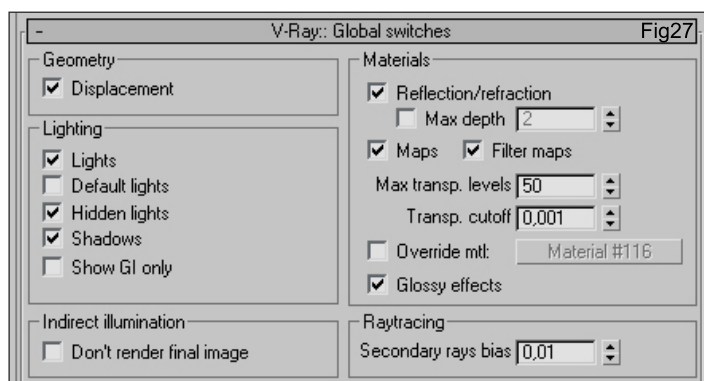 - V-Ray:: Global switches Fig27
Geometry
Displacement
Lighting
Lights
Default lights
Hidden lights
Shadows
Show GI only
Indirect illumination
Don't render final image
Materials
Reflection/refraction
Max depth 2
Maps Filter maps
Max transp. levels 50
Transp. cutoff 0,001
Override mtl: Material #116
Glossy effects
Raytracing
Secondary rays bias 0,01